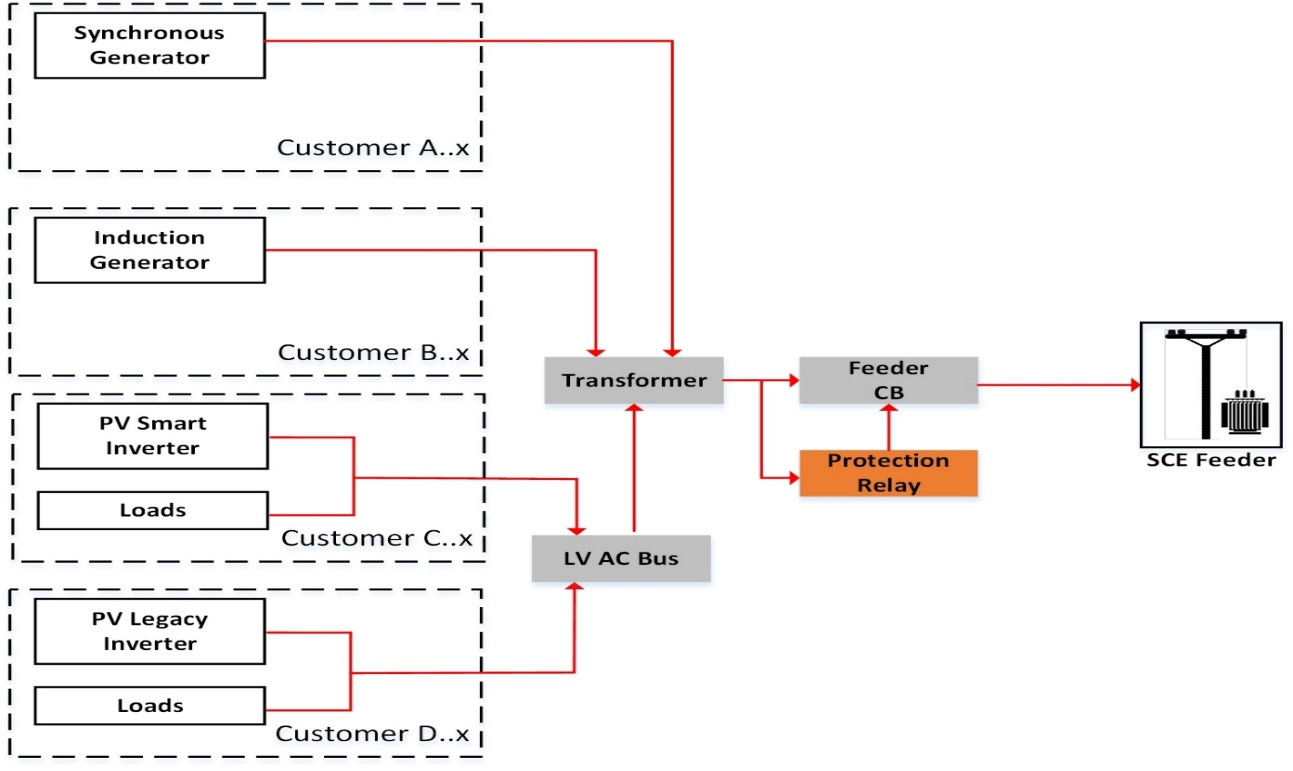 Synchronous
Generator
Customer A..x
Induction
Generator
Customer B..x
Transformer
Feeder
CB
PV Smart
Inverter
Loads
Customer C..x
Protection
Relay
SCE Feeder
LV AC Bus
PV Legacy
Inverter
Loads
Customer D..x